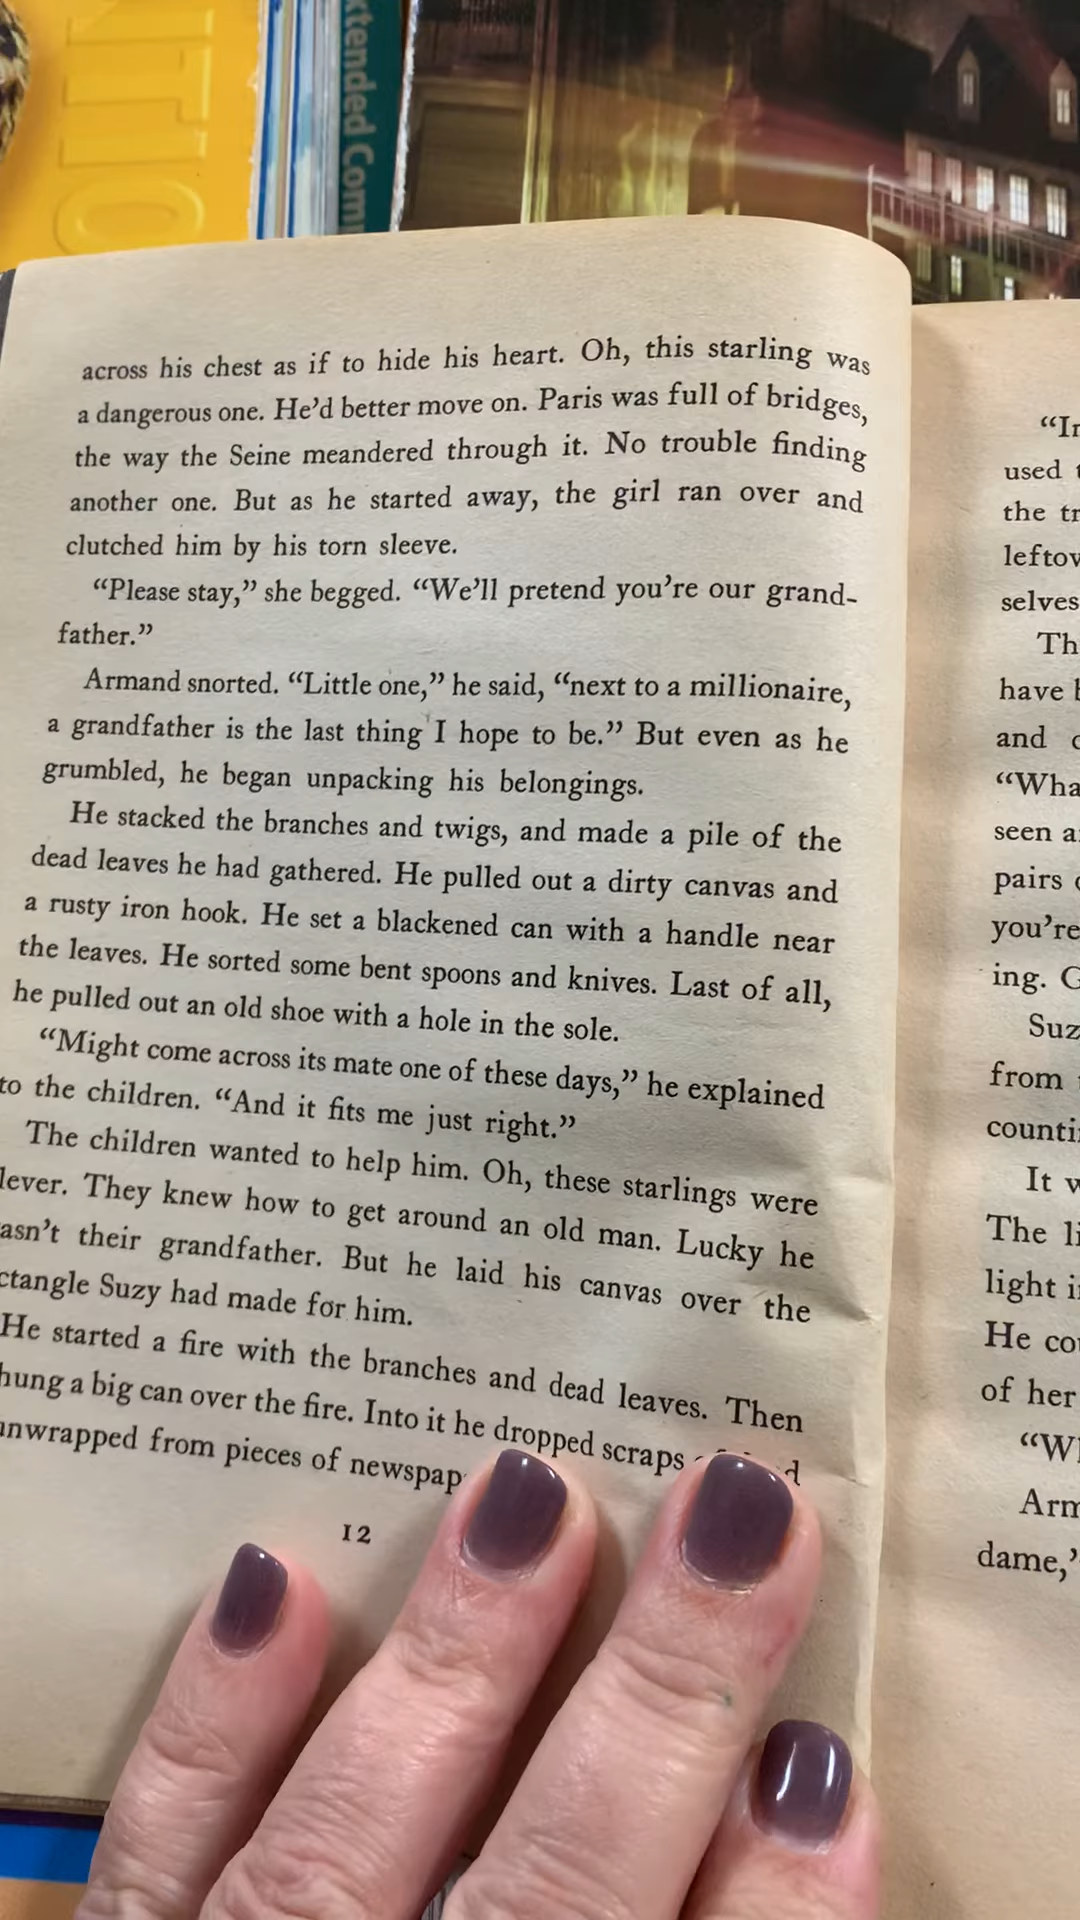 xtended Com
across his chest as if to hide his heart. Oh, this starling was
a dangerous one. He'd better move on. Paris was full of bridges,
the way the Seine meandered through it. No trouble finding
another one. But as he started away, the girl ran over and
clutched him by his torn sleeve.
"Please stay," she begged. "We'll pretend you're our grand-
father."
Armand snorted. "Little one," he said, "next to a millionaire,
a grandfather is the last thing I hope to be." But even as he
grumbled, he began unpacking his belongings.
He stacked the branches and twigs, and made a pile of the
dead leaves he had gathered. He pulled out a dirty canvas and
a rusty iron hook. He set a blackened can with a handle near
the leaves. He sorted some bent spoons and knives. Last of all,
he pulled out an old shoe with a hole in the sole.
"Might come across its mate one of these days," he explained
to the children. "And it fits me just right."
The children wanted to help him. Oh, these starlings were
lever. They knew how to get around an old man. Lucky he
asn't their grandfather. But he laid his canvas over the
ctangle Suzy had made for him.
He started a fire with the branches and dead leaves. Then
hung a big can over the fire. Into it he dropped scraps
unwrapped from pieces of newspap
12
"In
used t
the tr
leftov
selves
Th
have b
and c
"Wha
seen a
pairs
you're
ing. G
Suz
from
counti
It w
The li
light i
He co
of her
"W
Arm
dame,"